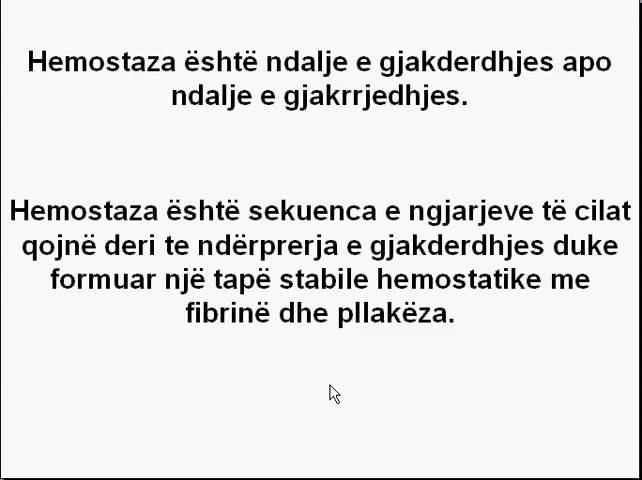 Hemostaza është ndalje e gjakderdhjes apo
ndalje e gjakrrjedhjes.
Hemostaza është sekuenca e ngjarjeve të cilat
qojnë deri te ndërprerja e gjakderdhjes duke
formuar një tapë stabile hemostatike me
fibrinë dhe pllakëza.